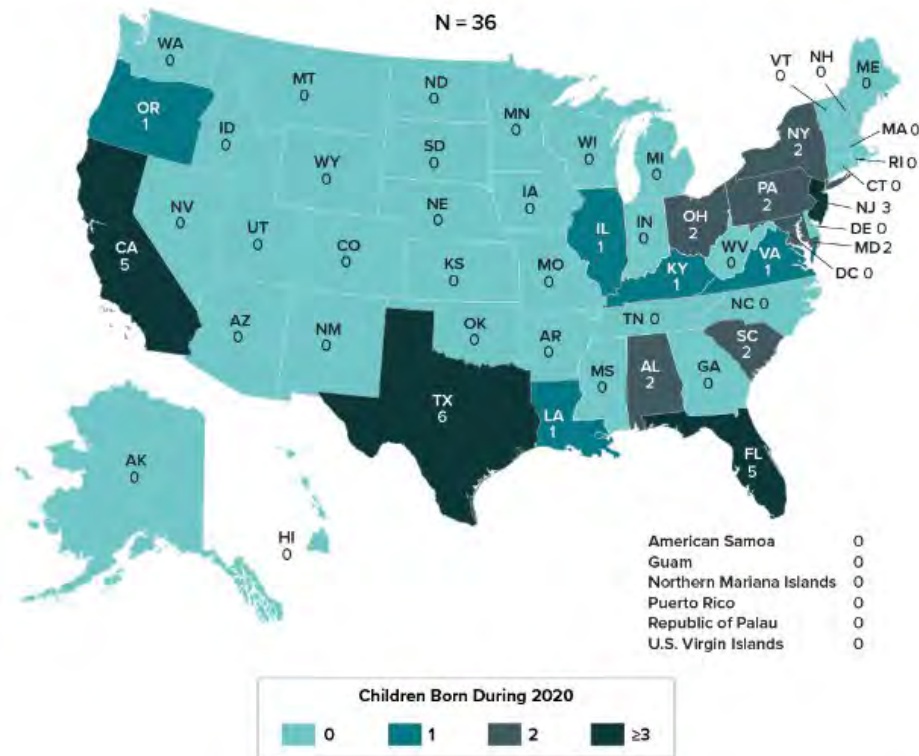 N = 36
WA
0
OR
1
CA
5
ID
0
NV
0
MT
0
WY
0
UT
0
AZ
0
CO
0
NM
0
ND
0
SD
0
NE
0
KS
0
OK
0
TX
6
MN
0
IA
0
MO
0
AR
0
LA
1
WI
0
IL
1
MI
0
IN
0
OH
2
KY
1
TN 0
MS
0
AL
2
GA
0
FL
5
SC
2
NC 0
WV
0
VA
1
PA
2
NY
2
VT
0
NH
0
ME
0
MA 0
RI 0
CT 0
NJ 3
DE 0
MD 2
DC 0
AK
0
HI
0
American Samoa 0
Guam 0
Northern Mariana Islands 0
Puerto Rico 0
Republic of Palau 0
U.S. Virgin Islands 0
Children Born During 2020
0 1 2 ≥3